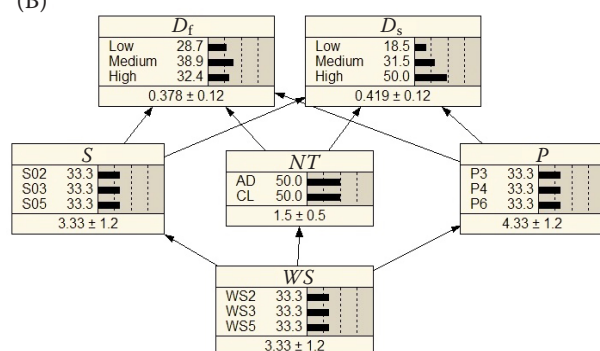 (B)
D_f
Low 28.7
Medium 38.9
High 32.4
0.378 ± 0.12
D_s
Low 18.5
Medium 31.5
High 50.0
0.419 ± 0.12
S
S02 33.3
S03 33.3
S05 33.3
3.33 ± 1.2
NT
AD 50.0
CL 50.0
1.5 ± 0.5
P
P3 33.3
P4 33.3
P6 33.3
4.33 ± 1.2
WS
WS2 33.3
WS3 33.3
WS5 33.3
3.33 ± 1.2